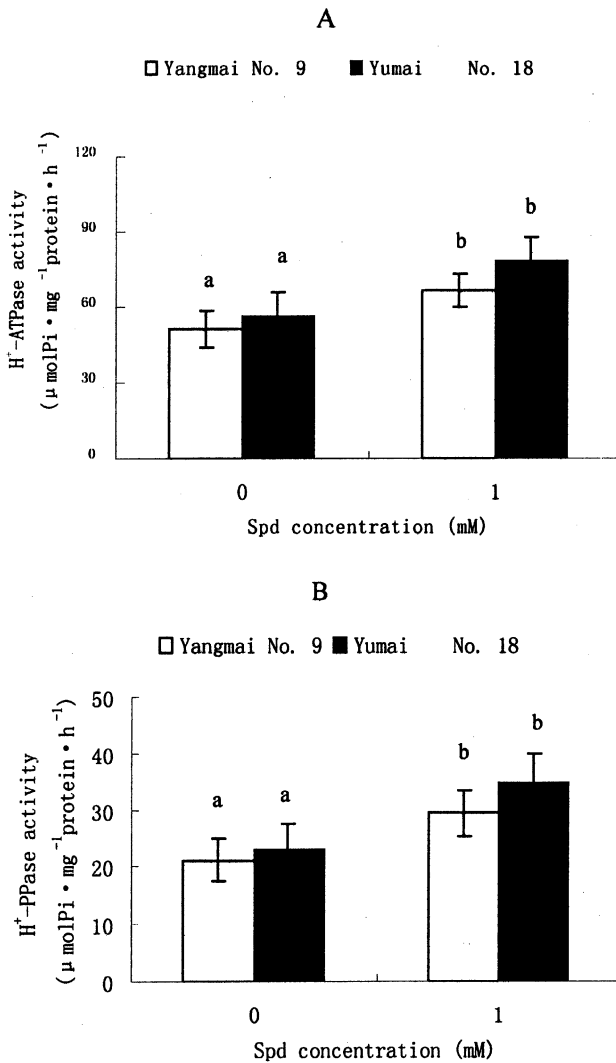 A
Yangmai No. 9 Yumai No. 18
H⁺-ATPase activity
(μmolPi·mg⁻¹protein·h⁻¹)
120
90
60
30
0
a
a
b
b
0
1
Spd concentration (mM)
B
Yangmai No. 9 Yumai No. 18
H⁺-PPase activity
(μmolPi·mg⁻¹protein·h⁻¹)
50
40
30
20
10
0
a
a
b
b
0
1
Spd concentration (mM)